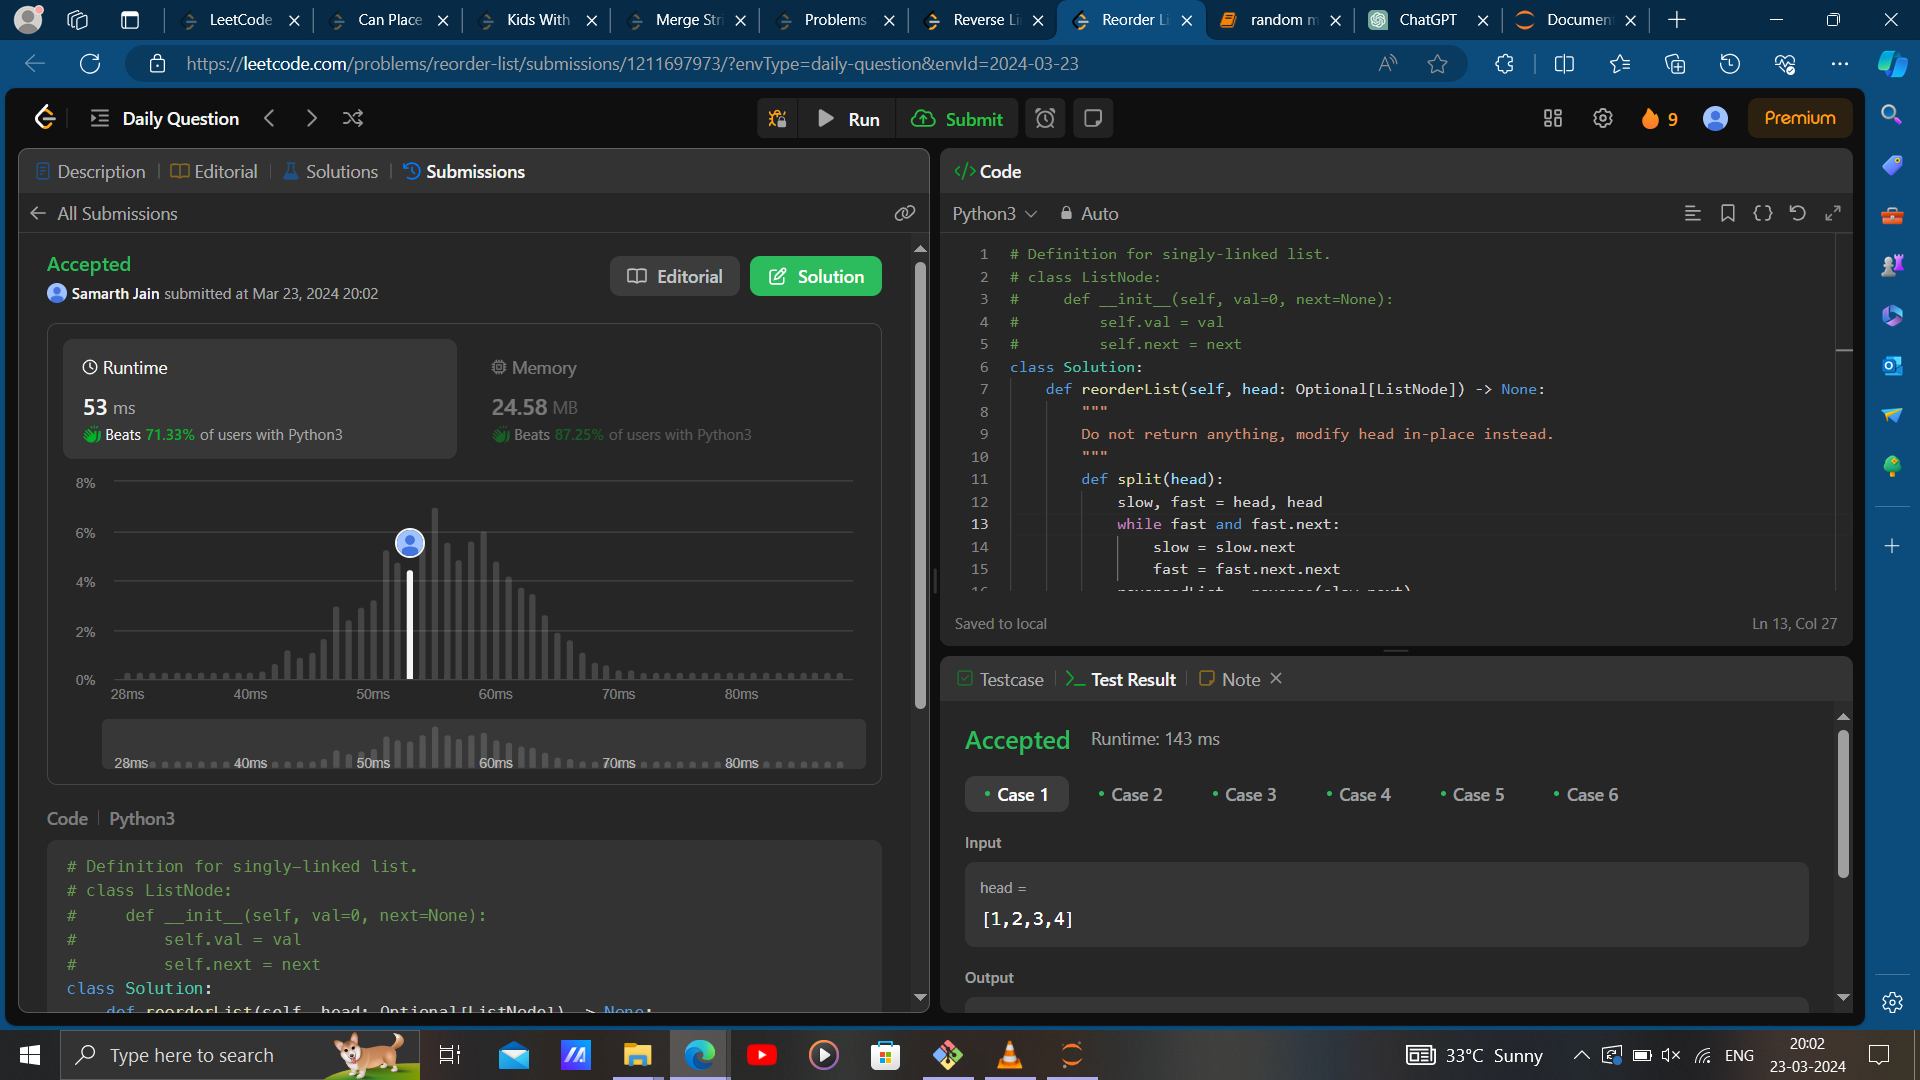 LeetCode
Can Place
Kids With
Merge Str
Problems
Reverse Li
Reorder Li
random m
ChatGPT
Documen
https://leetcode.com/problems/reorder-list/submissions/1211697973/?envType=daily-question&envId=2024-03-23
Daily Question
Run
Submit
9
Premium
Description
Editorial
Solutions
Submissions
All Submissions
Accepted
Samarth Jain submitted at Mar 23, 2024 20:02
Editorial
Solution
Runtime
53 ms
Beats 71.33% of users with Python3
Memory
24.58 MB
Beats 87.25% of users with Python3
8%
6%
4%
2%
0%
28ms 40ms 50ms 60ms 70ms 80ms
28ms 40ms 50ms 60ms 70ms 80ms
Code | Python3
# Definition for singly-linked list.
# class ListNode:
#     def __init__(self, val=0, next=None):
#         self.val = val
#         self.next = next
class Solution:
    def reorderList(self, head: Optional[ListNode]) -> None:
</> Code
Python3
Auto
1 # Definition for singly-linked list.
2 # class ListNode:
3 #     def __init__(self, val=0, next=None):
4 #         self.val = val
5 #         self.next = next
6 class Solution:
7     def reorderList(self, head: Optional[ListNode]) -> None:
8         """
9         Do not return anything, modify head in-place instead.
10         """
11         def split(head):
12             slow, fast = head, head
13             while fast and fast.next:
14                 slow = slow.next
15                 fast = fast.next.next
16             reversedList = reverse(slow.next)
Saved to local
Ln 13, Col 27
Testcase
Test Result
Note
Accepted
Runtime: 143 ms
Case 1
Case 2
Case 3
Case 4
Case 5
Case 6
Input
head =
[1,2,3,4]
Output
Type here to search
33°C Sunny
ENG
20:02
23-03-2024